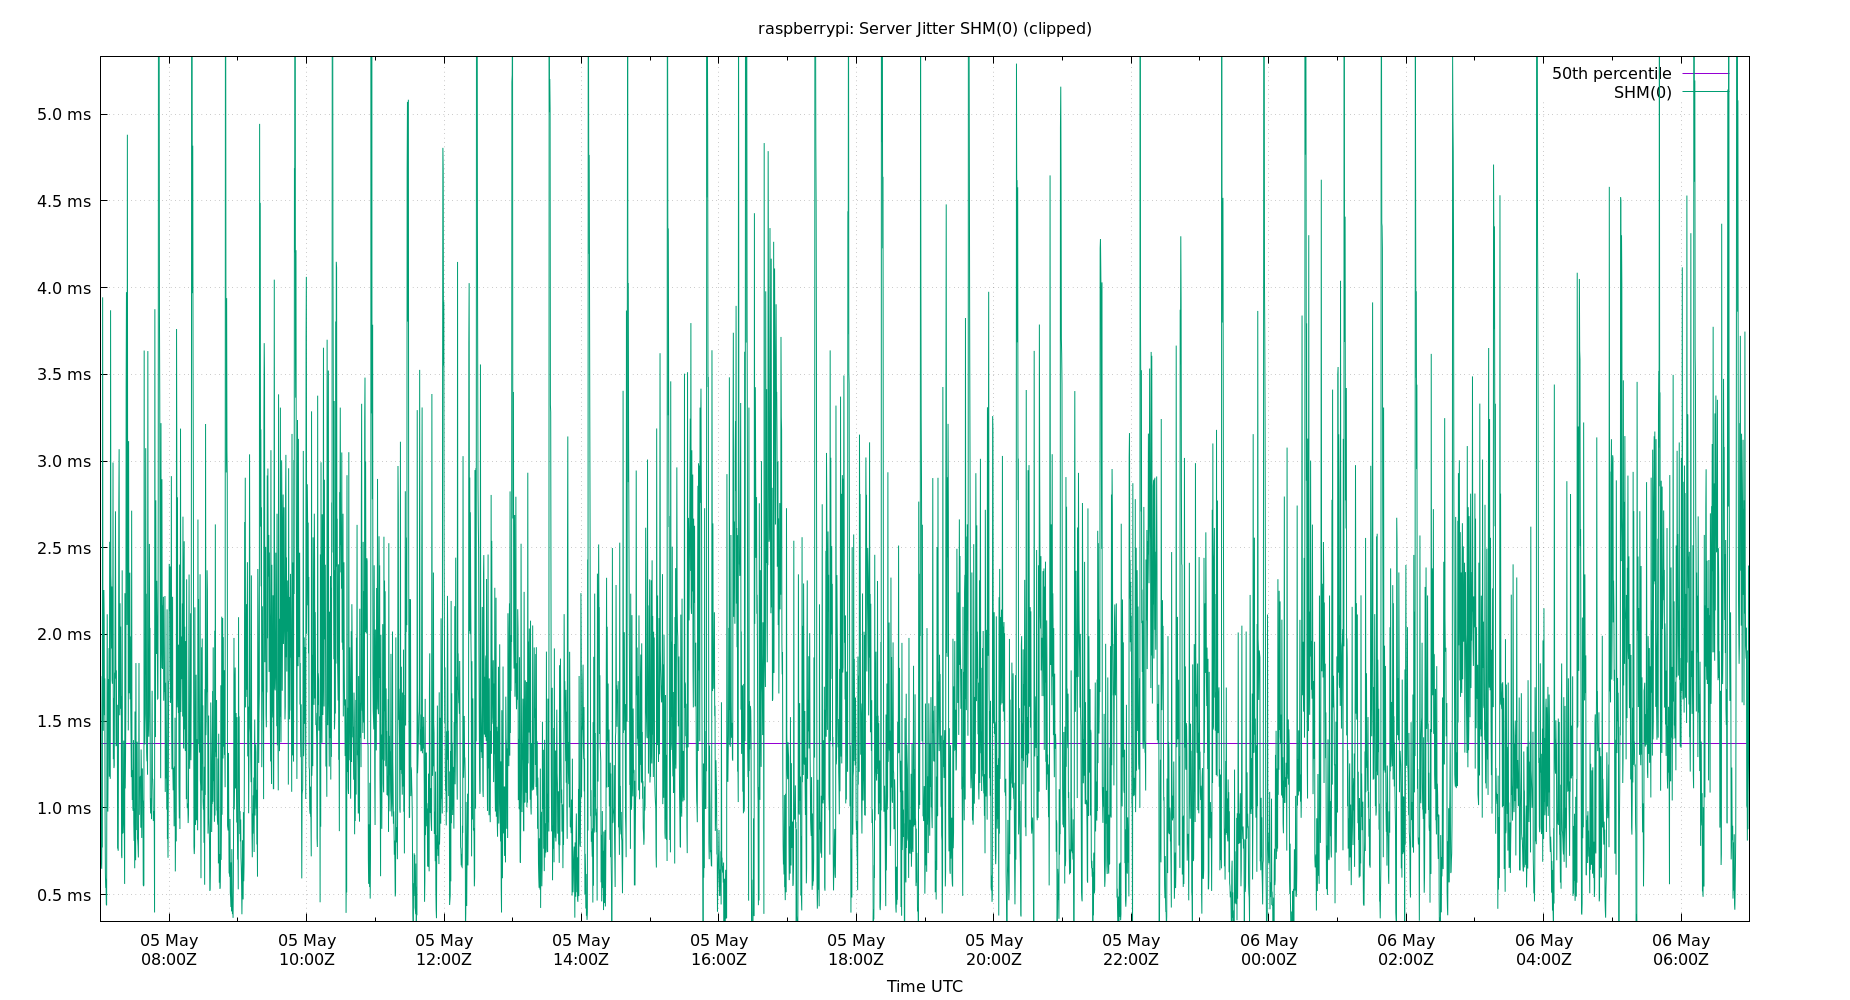 raspberrypi: Server Jitter SHM(0) (clipped)
50th percentile
SHM(0)
5.0 ms
4.5 ms
4.0 ms
3.5 ms
3.0 ms
2.5 ms
2.0 ms
1.5 ms
1.0 ms
0.5 ms
05 May 05 May 05 May 05 May 05 May 05 May 05 May 05 May 06 May 06 May 06 May 06 May
08:00Z 10:00Z 12:00Z 14:00Z 16:00Z 18:00Z 20:00Z 22:00Z 00:00Z 02:00Z 04:00Z 06:00Z
Time UTC